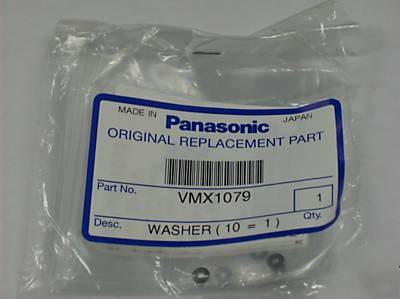 MADE IN Panasonic JAPAN
ORIGINAL REPLACEMENT PART
Part No. VMX1079 1
Qty.
Desc. WASHER ( 10 = 1 )